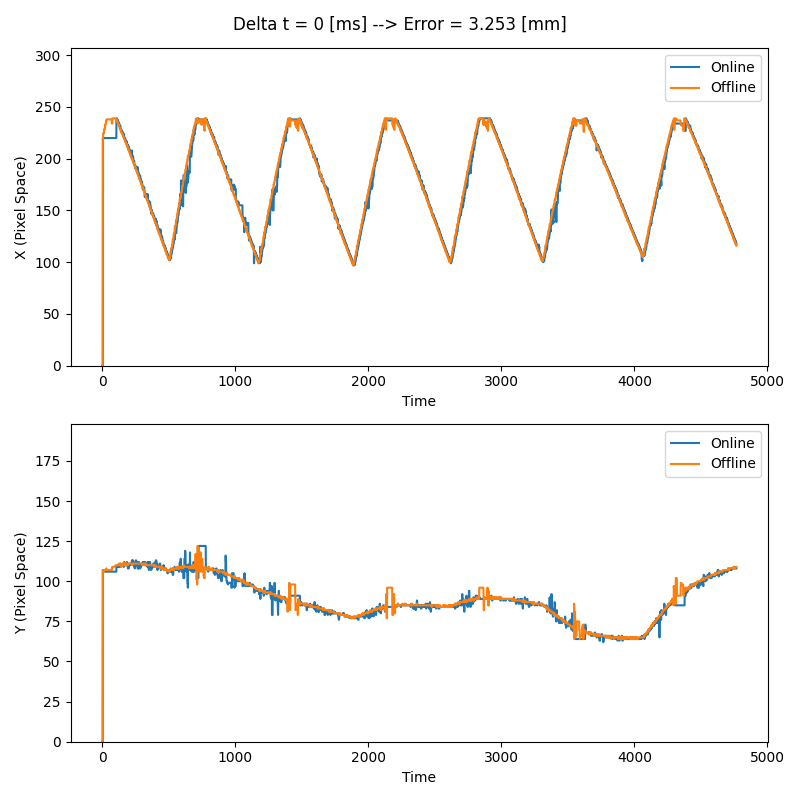 Delta t = 0 [ms] --> Error = 3.253 [mm]
300
250
200
150
100
50
0
X (Pixel Space)
Online
Offline
0 1000 2000 3000 4000 5000
Time
175
150
125
100
75
50
25
0
Y (Pixel Space)
Online
Offline
0 1000 2000 3000 4000 5000
Time